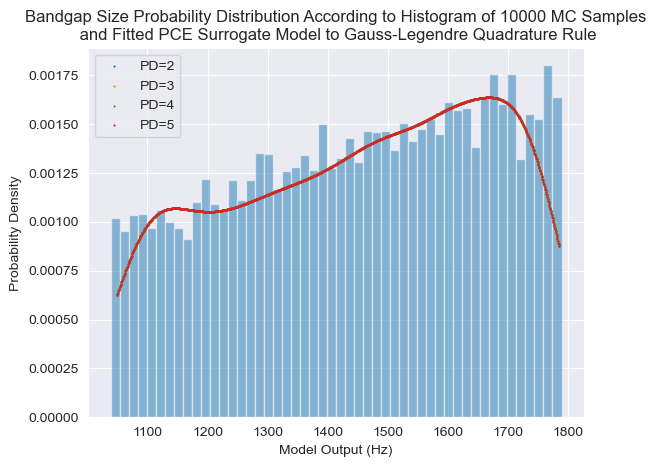 Bandgap Size Probability Distribution According to Histogram of 10000 MC Samples
and Fitted PCE Surrogate Model to Gauss-Legendre Quadrature Rule
PD=2
PD=3
PD=4
PD=5
0.00175
0.00150
0.00125
0.00100
0.00075
0.00050
0.00025
0.00000
Probability Density
1100 1200 1300 1400 1500 1600 1700 1800
Model Output (Hz)